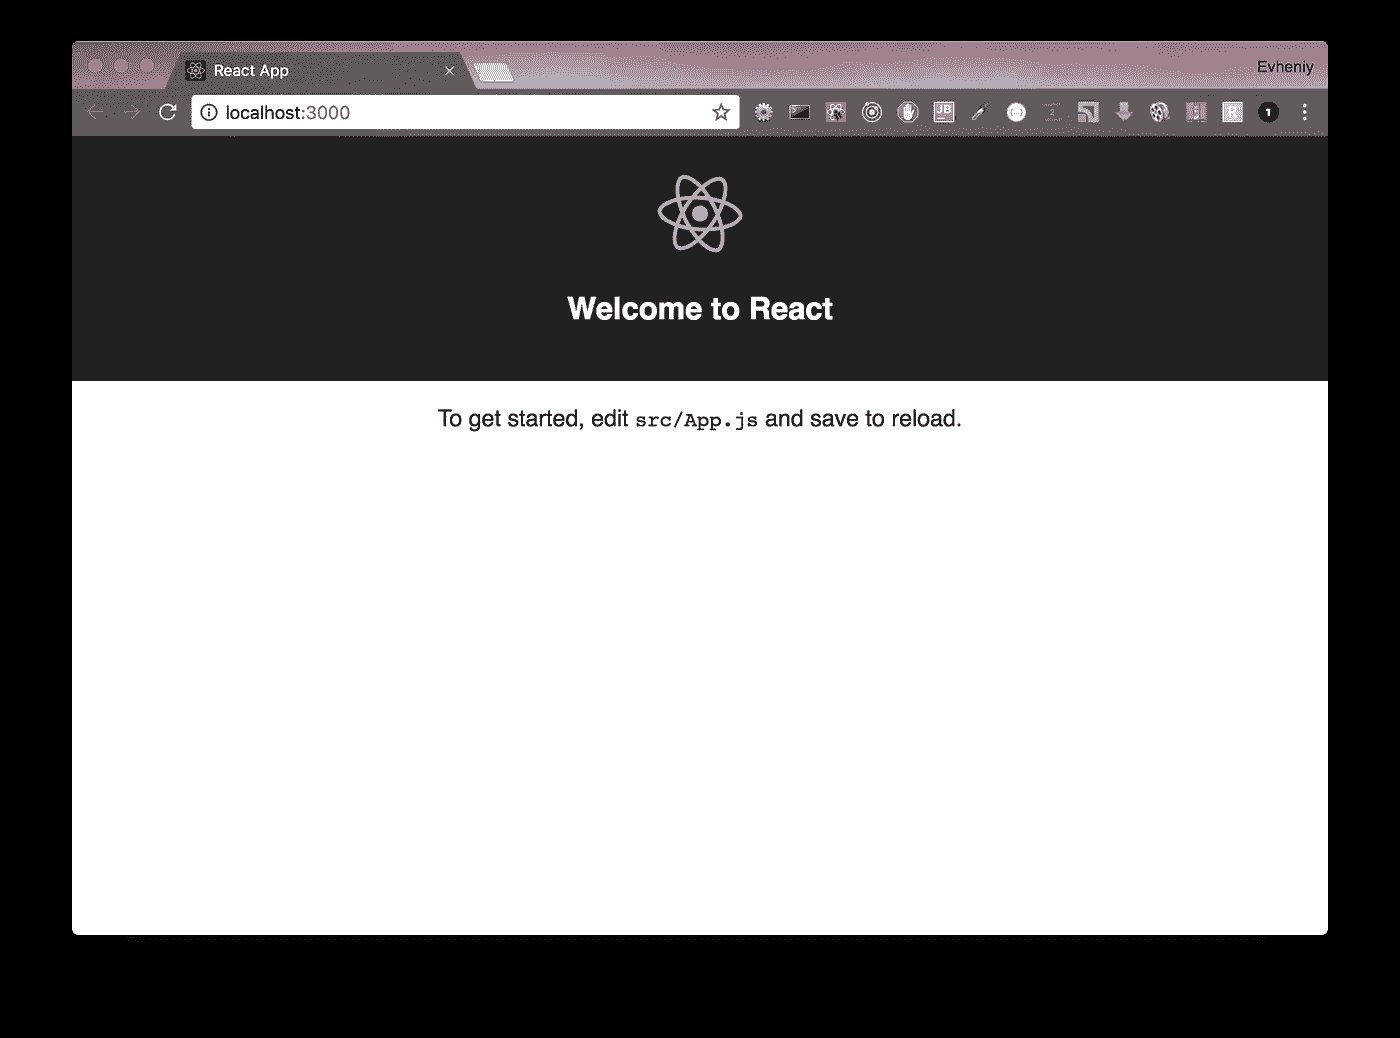 React App
Evheniy
localhost:3000
JB
2
R
1
Welcome to React
To get started, edit src/App.js and save to reload.